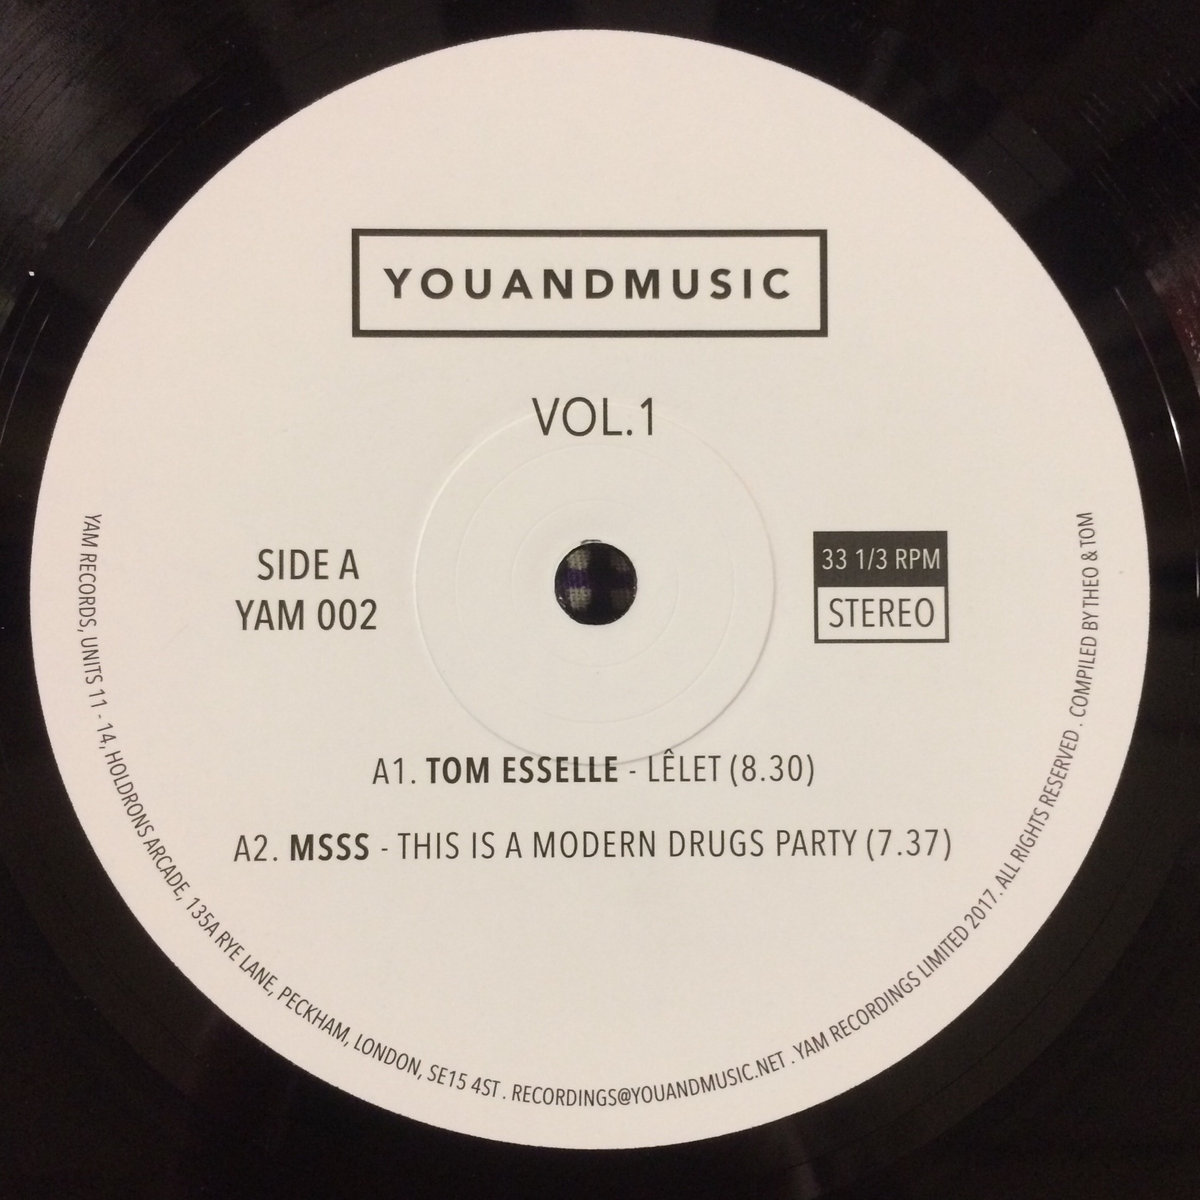 YOUANDMUSIC
VOL.1
SIDE A
YAM 002
33 1/3 RPM
STEREO
A1. TOM ESSELLE - LÊLET (8.30)
A2. MSSS - THIS IS A MODERN DRUGS PARTY (7.37)
YAM RECORDS, UNITS 11 - 14, HOLDRONS ARCADE, 135A RYE LANE, PECKHAM, LONDON, SE15 4ST . RECORDINGS@YOUANDMUSIC.NET . YAM RECORDINGS LIMITED 2017. ALL RIGHTS RESERVED . COMPILED BY THEO & TOM